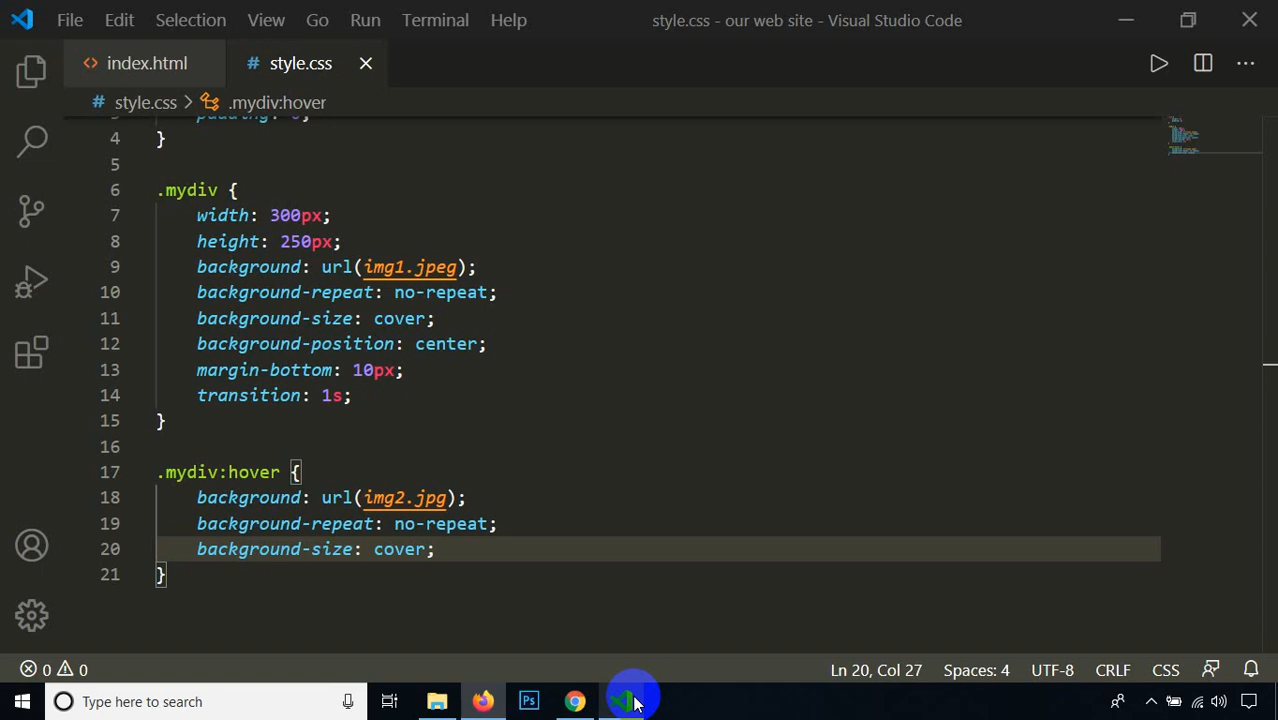 File Edit Selection View Go Run Terminal Help style.css - our web site - Visual Studio Code
<> index.html # style.css
# style.css > .mydiv:hover
3 padding: 0;
4 }
5
6 .mydiv {
7 width: 300px;
8 height: 250px;
9 background: url(img1.jpeg);
10 background-repeat: no-repeat;
11 background-size: cover;
12 background-position: center;
13 margin-bottom: 10px;
14 transition: 1s;
15 }
16
17 .mydiv:hover {
18 background: url(img2.jpg);
19 background-repeat: no-repeat;
20 background-size: cover;
21 }
0 0 Ln 20, Col 27 Spaces: 4 UTF-8 CRLF CSS
Type here to search Ps